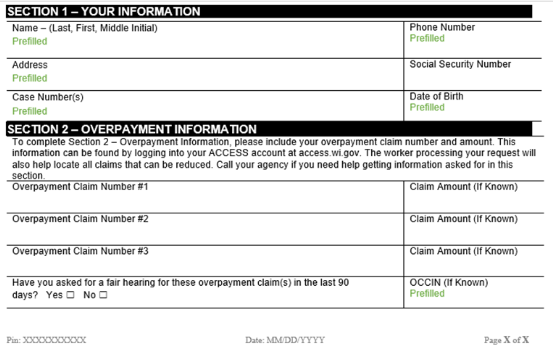 SECTION 1 – YOUR INFORMATION
Name – (Last, First, Middle Initial)
Prefilled
Phone Number
Prefilled
Address
Prefilled
Social Security Number
Case Number(s)
Prefilled
Date of Birth
Prefilled
SECTION 2 – OVERPAYMENT INFORMATION
To complete Section 2 – Overpayment Information, please include your overpayment claim number and amount. This
information can be found by logging into your ACCESS account at access.wi.gov. The worker processing your request will
also help locate all claims that can be reduced. Call your agency if you need help getting information asked for in this
section.
Overpayment Claim Number #1
Claim Amount (If Known)
Overpayment Claim Number #2
Claim Amount (If Known)
Overpayment Claim Number #3
Claim Amount (If Known)
Have you asked for a fair hearing for these overpayment claim(s) in the last 90
days? Yes ☐ No ☐
OCCIN (If Known)
Prefilled
Pin: XXXXXXXXXX
Date: MM/DD/YYYY
Page X of X